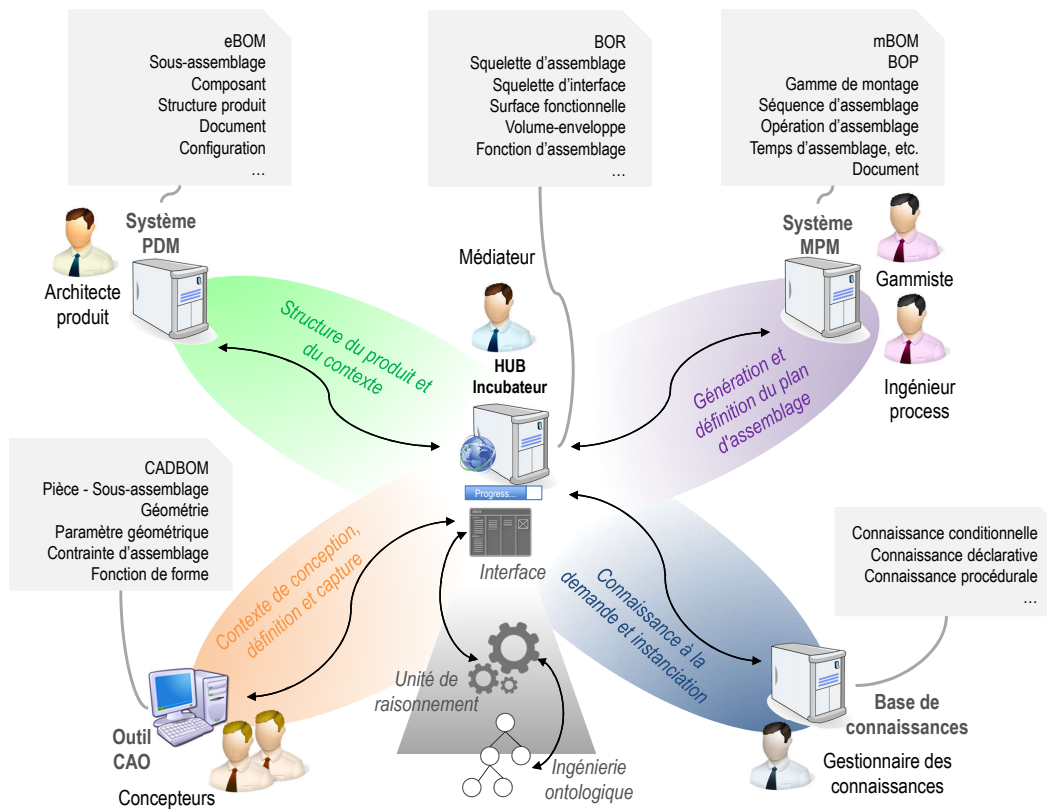 eBOM
Sous-assemblage
Composant
Structure produit
Document
Configuration
…
BOR
Squelette d'assemblage
Squelette d'interface
Surface fonctionnelle
Volume-enveloppe
Fonction d'assemblage
…
mBOM
BOP
Gamme de montage
Séquence d'assemblage
Opération d'assemblage
Temps d'assemblage, etc.
Document
Système
PDM
Architecte
produit
Médiateur
HUB
Incubateur
Système
MPM
Gammiste
Ingénieur
process
Structure du produit et
du contexte
Génération et
définition du plan
d'assemblage
CADBOM
Pièce - Sous-assemblage
Géométrie
Paramètre géométrique
Contrainte d'assemblage
Fonction de forme
Progress...
Interface
Contexte de conception,
définition et capture
Connaissance à la
demande et instanciation
Connaissance conditionnelle
Connaissance déclarative
Connaissance procédurale
…
Unité de
raisonnement
Ingénierie
ontologique
Outil
CAO
Concepteurs
Base de
connaissances
Gestionnaire des
connaissances